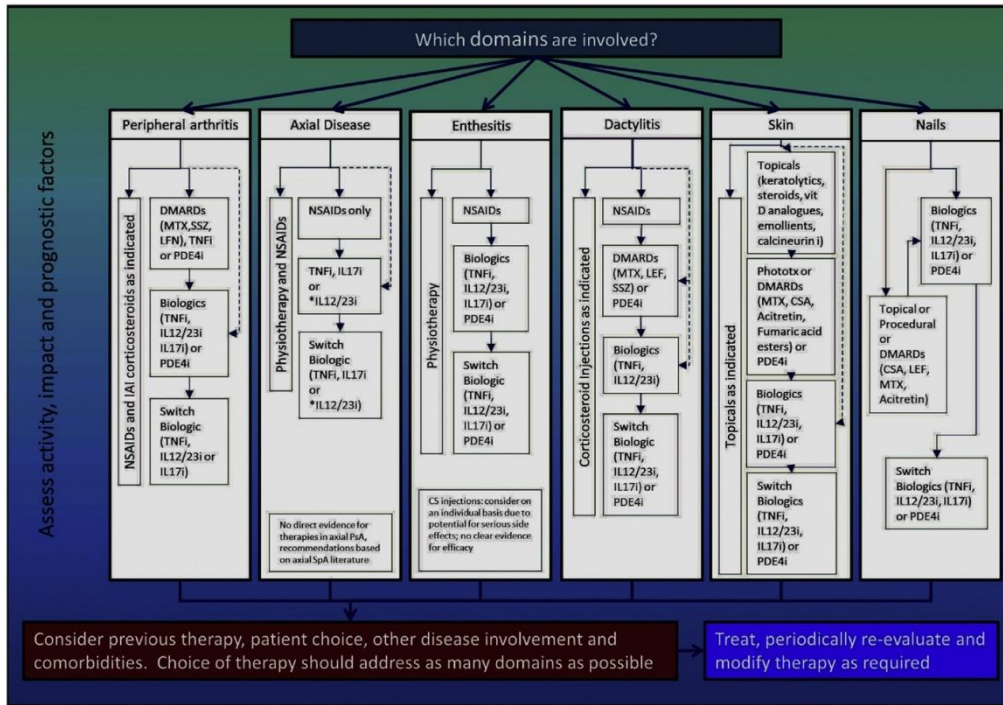 Which domains are involved?
Assess activity, impact and prognostic factors
Peripheral arthritis
NSAIDs and IAI corticosteroids as indicated
DMARDs
(MTX,SSZ,
LFN), TNFi
or PDE4i
Biologics
(TNFi,
IL12/23i
IL17i) or
PDE4i
Switch
Biologic
(TNFi,
IL12/23i or
IL17i)
Axial Disease
Physiotherapy and NSAIDs
NSAIDs only
TNFi, IL17i
or
*IL12/23i
Switch
Biologic
(TNFi, IL17i
or
*IL12/23i)
No direct evidence for
therapies in axial PsA,
recommendations based
on axial SpA literature
Enthesitis
Physiotherapy
NSAIDs
Biologics
(TNFi,
IL12/23i,
IL17i) or
PDE4i
Switch
Biologic
(TNFi,
IL12/23i,
IL17i) or
PDE4i
CS injections: consider on
an individual basis due to
potential for serious side
effects; no clear evidence
for efficacy
Dactylitis
Corticosteroid Injections as indicated
NSAIDs
DMARDs
(MTX, LEF,
SSZ) or
PDE4i
Biologics
(TNFi,
IL12/23i)
Switch
Biologic
(TNFi,
IL12/23i,
IL17i) or
PDE4i
Skin
Topicals as indicated
Topicals
(keratolytics,
steroids, vit
D analogues,
emollients,
calcineurin i)
Phototx or
DMARDs
(MTX, CSA,
Acitretin,
Fumaric acid
esters) or
PDE4i
Biologics
(TNFi,
IL12/23i,
IL17i) or
PDE4i
Switch
Biologics
(TNFi,
IL12/23i,
IL17i) or
PDE4i
Nails
Biologics
(TNFi,
IL12/23i,
IL17i) or
PDE4i
Topical or
Procedural
or
DMARDs
(CSA, LEF,
MTX,
Acitretin)
Switch
Biologics (TNFi,
IL12/23i, IL17i)
or PDE4i
Consider previous therapy, patient choice, other disease involvement and
comorbidities. Choice of therapy should address as many domains as possible
Treat, periodically re-evaluate and
modify therapy as required